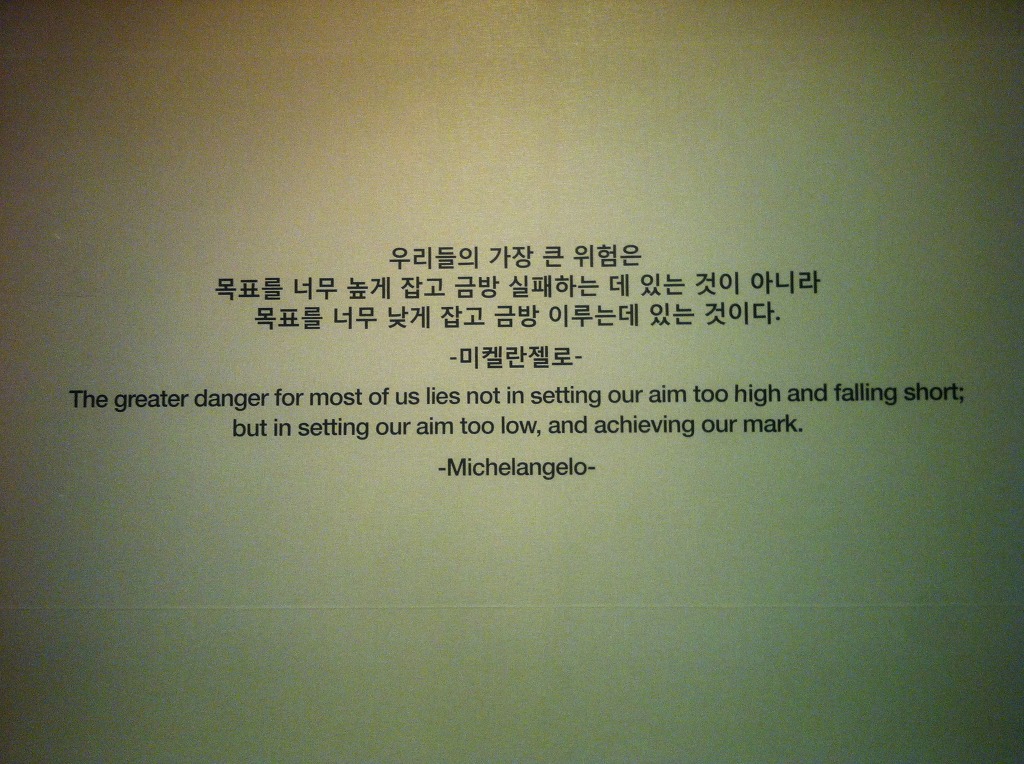 우리들의 가장 큰 위험은
목표를 너무 높게 잡고 금방 실패하는 데 있는 것이 아니라
목표를 너무 낮게 잡고 금방 이루는데 있는 것이다.
-미켈란젤로-
The greater danger for most of us lies not in setting our aim too high and falling short;
but in setting our aim too low, and achieving our mark.
-Michelangelo-